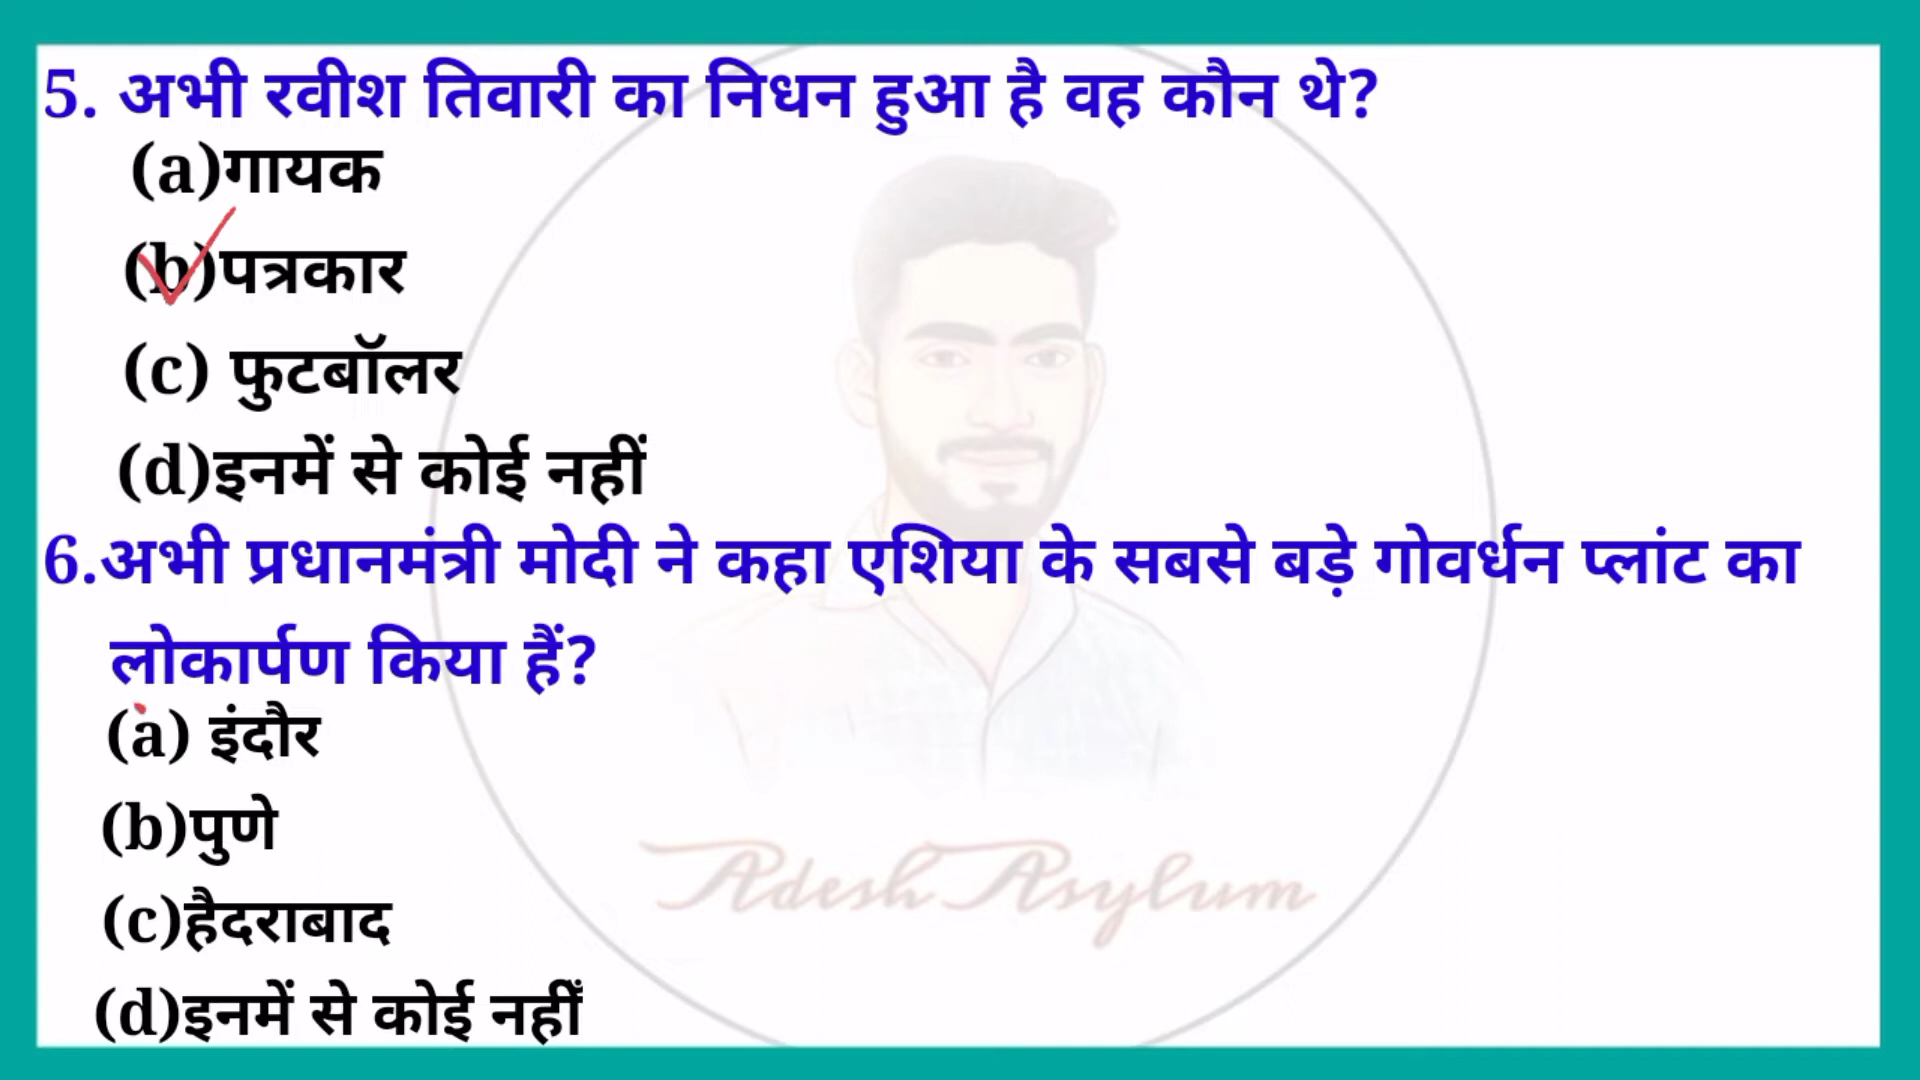 5. अभी रवीश तिवारी का निधन हुआ है वह कौन थे?
(a)गायक
(b)पत्रकार
(c) फुटबॉलर
(d)इनमें से कोई नहीं
6.अभी प्रधानमंत्री मोदी ने कहा एशिया के सबसे बड़े गोवर्धन प्लांट का
लोकार्पण किया हैं?
(a) इंदौर
(b)पुणे
(c)हैदराबाद
(d)इनमें से कोई नहीं
Adesh Asylum